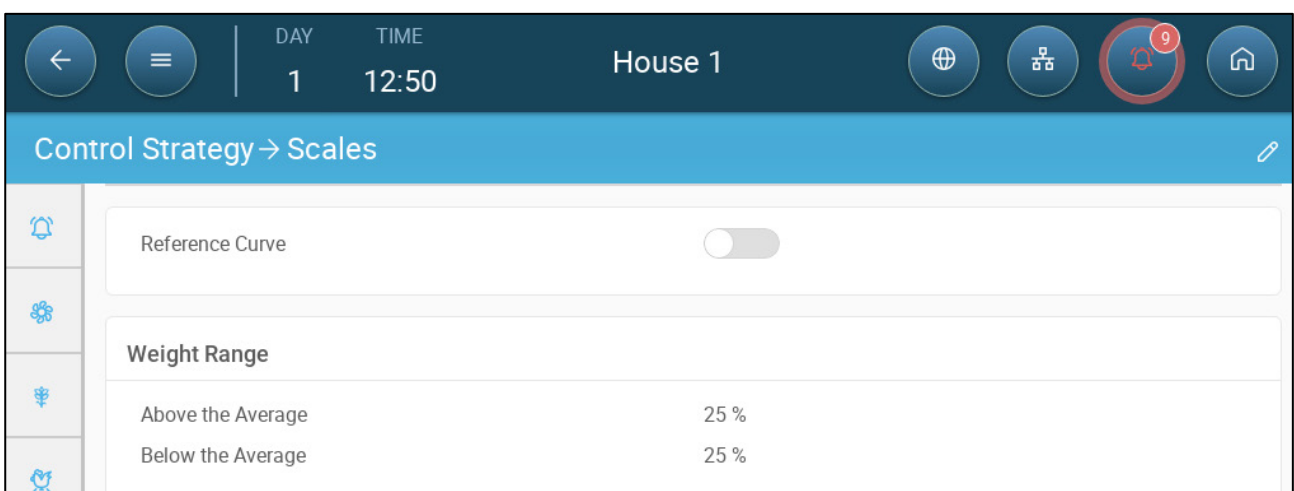 DAY TIME
1 12:50
House 1
9
Control Strategy → Scales
Reference Curve
Weight Range
Above the Average 25 %
Below the Average 25 %